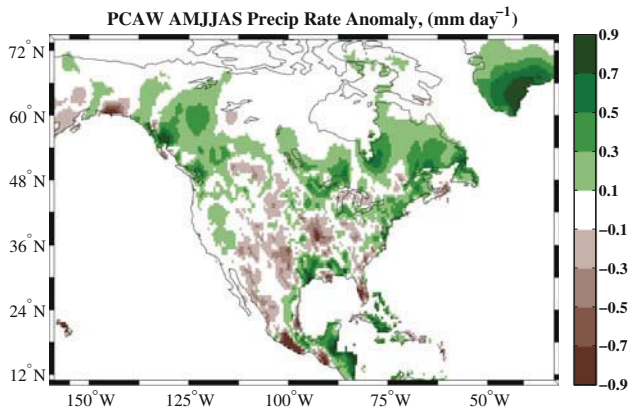 PCAW AMJJAS Precip Rate Anomaly, (mm day⁻¹)
72°N
60°N
48°N
36°N
24°N
12°N
150°W
125°W
100°W
75°W
50°W
0.9
0.7
0.5
0.3
0.1
−0.1
−0.3
−0.5
−0.7
−0.9